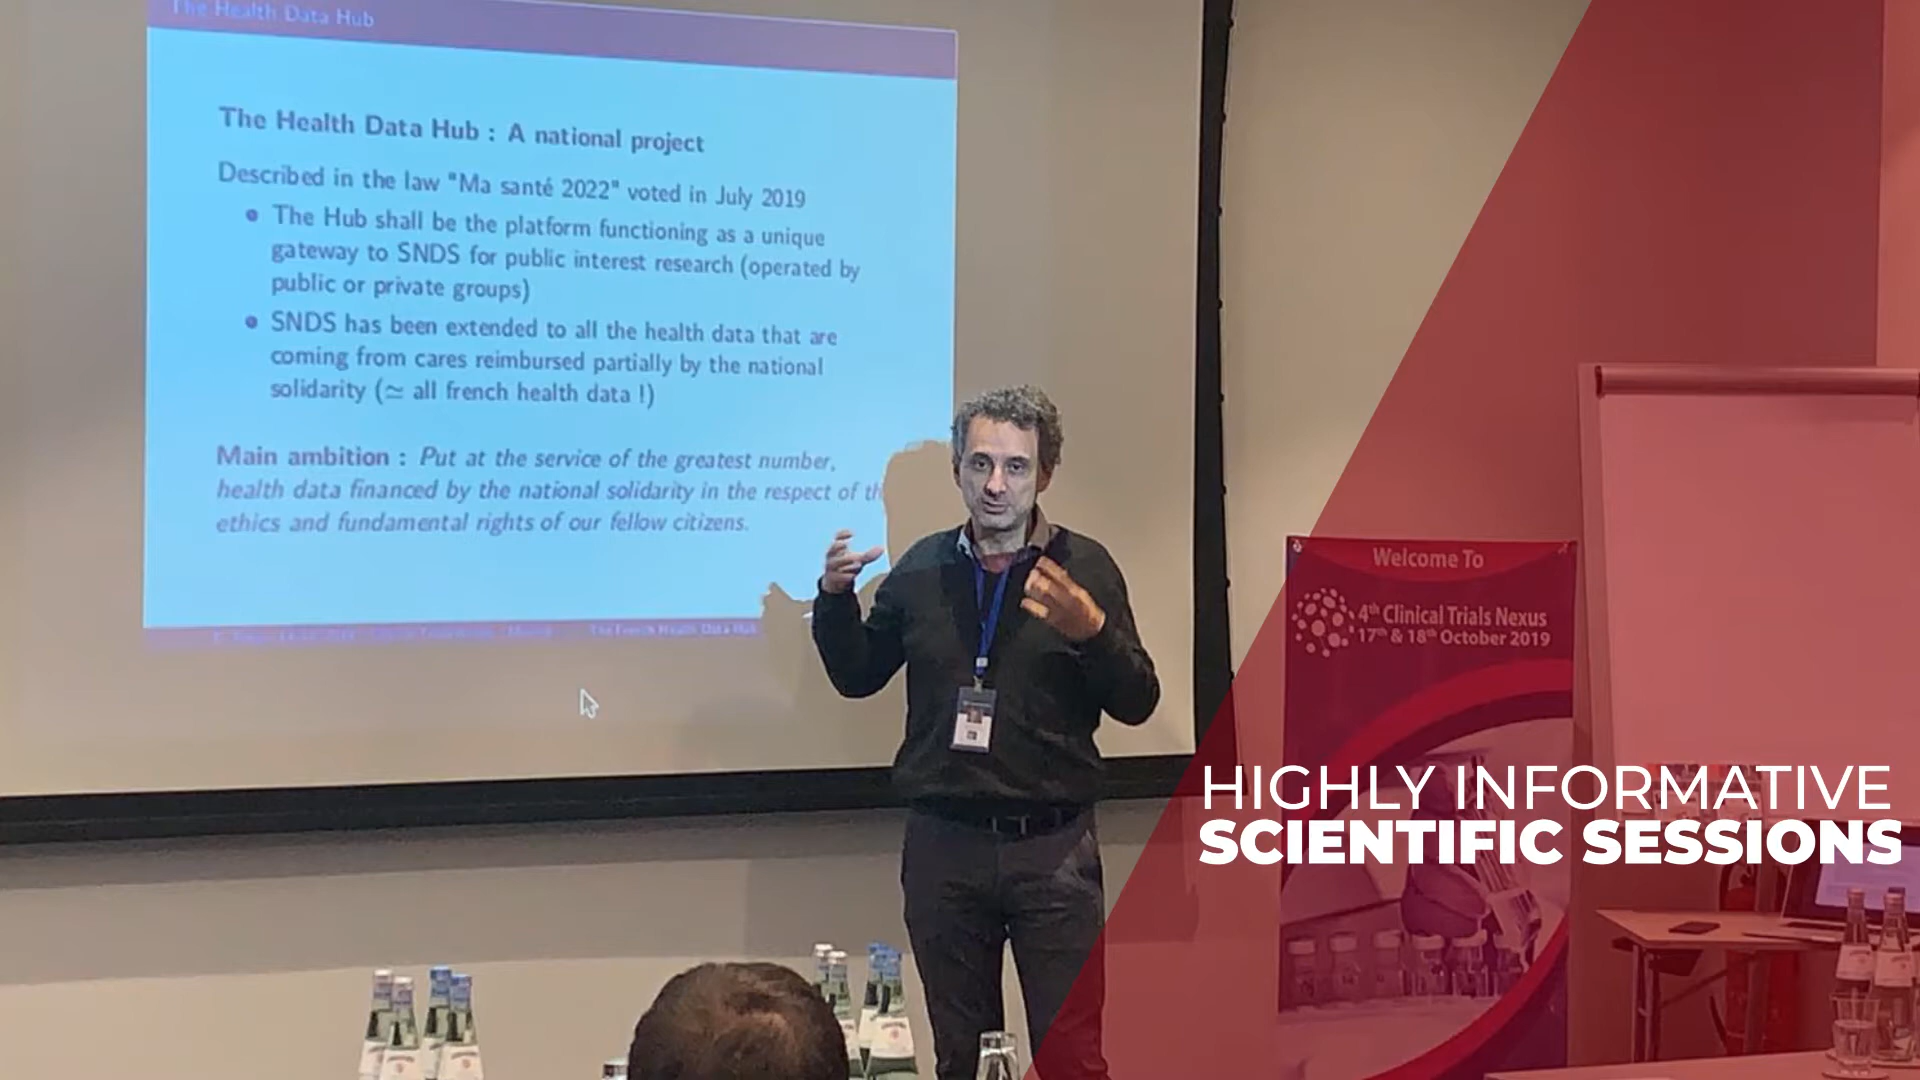 The Health Data Hub
The Health Data Hub : A national project
Described in the law "Ma santé 2022" voted in July 2019
The Hub shall be the platform functioning as a unique
gateway to SNDS for public interest research (operated by
public or private groups)
SNDS has been extended to all the health data that are
coming from cares reimbursed partially by the national
solidarity (≃ all french health data !)
Main ambition : Put at the service of the greatest number,
health data financed by the national solidarity in the respect of
ethics and fundamental rights of our fellow citizens.
The French Health Data Hub
Welcome To
4th Clinical Trials Nexus
17th & 18th October 2019
HIGHLY INFORMATIVE
SCIENTIFIC SESSIONS